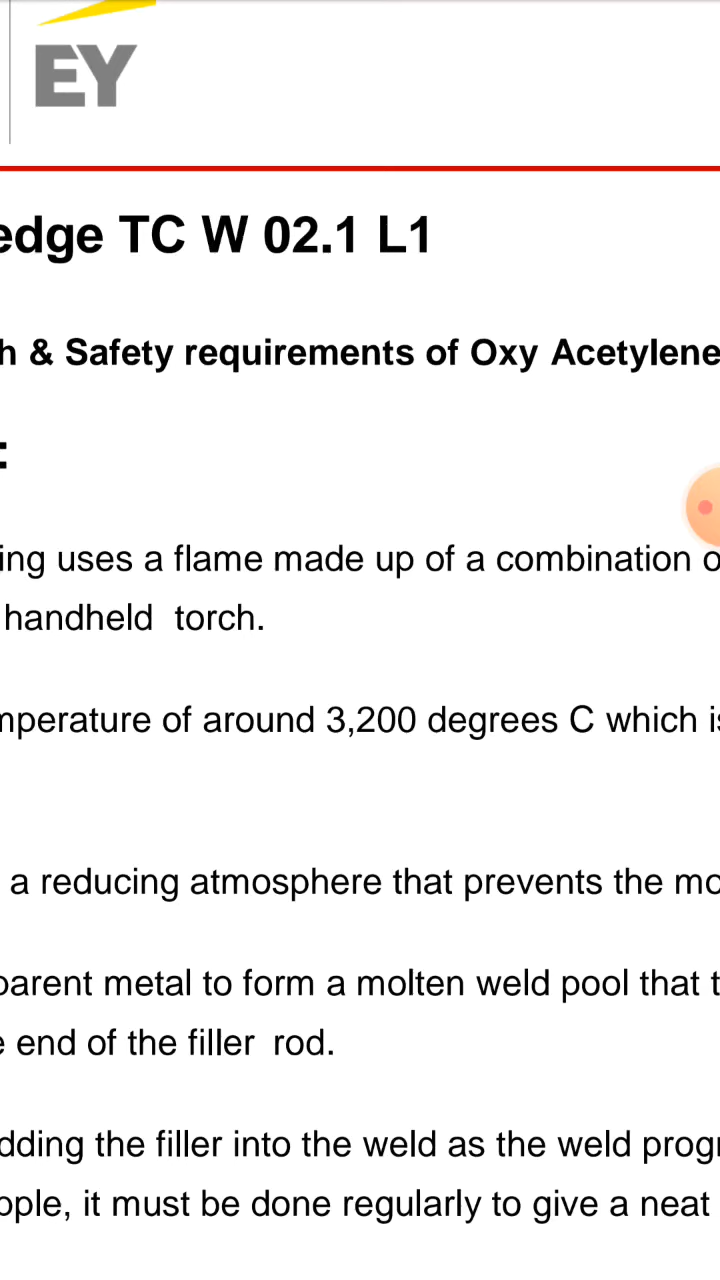 EY
edge TC W 02.1 L1
h & Safety requirements of Oxy Acetylene
:
ing uses a flame made up of a combination o
handheld torch.
mperature of around 3,200 degrees C which is
a reducing atmosphere that prevents the mo
parent metal to form a molten weld pool that t
e end of the filler rod.
dding the filler into the weld as the weld progr
ople, it must be done regularly to give a neat